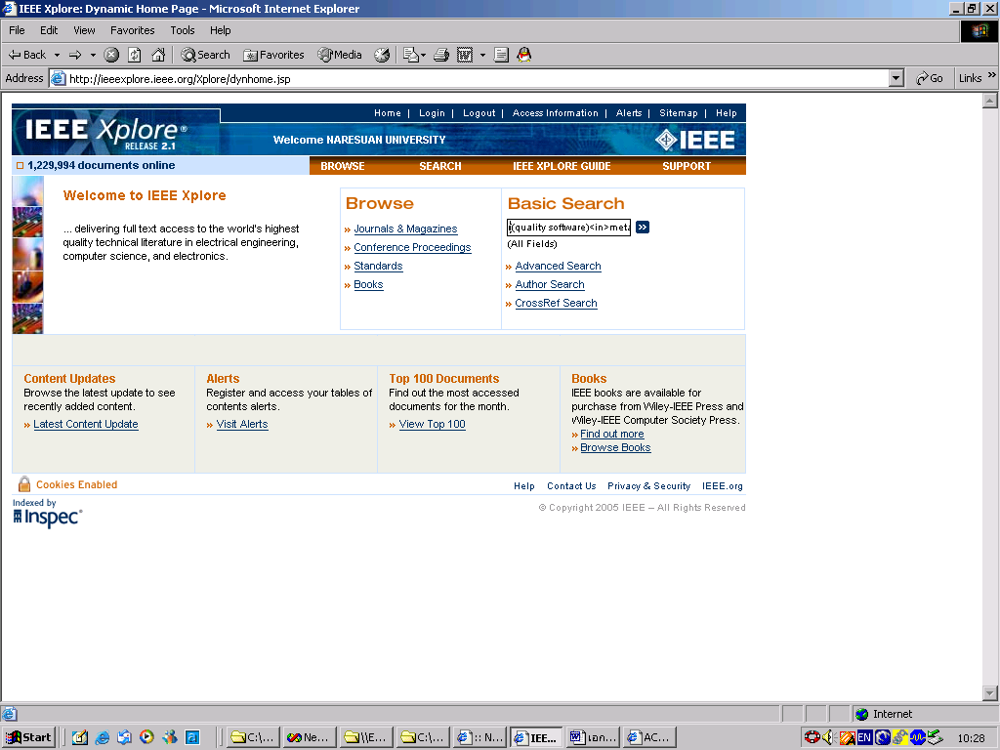 IEEE Xplore: Dynamic Home Page - Microsoft Internet Explorer
File Edit View Favorites Tools Help
Back Search Favorites Media
Address http://ieeexplore.ieee.org/Xplore/dynhome.jsp Go Links »
Home | Login | Logout | Access Information | Alerts | Sitemap | Help
IEEE Xplore®
RELEASE 2.1
Welcome NARESUAN UNIVERSITY
IEEE
1,229,994 documents online
BROWSE SEARCH IEEE XPLORE GUIDE SUPPORT
Welcome to IEEE Xplore
... delivering full text access to the world's highest
quality technical literature in electrical engineering,
computer science, and electronics.
Browse
» Journals & Magazines
» Conference Proceedings
» Standards
» Books
Basic Search
((quality software)<in>meta »
(All Fields)
» Advanced Search
» Author Search
» CrossRef Search
Content Updates
Browse the latest update to see
recently added content.
» Latest Content Update
Alerts
Register and access your tables of
contents alerts.
» Visit Alerts
Top 100 Documents
Find out the most accessed
documents for the month.
» View Top 100
Books
IEEE books are available for
purchase from Wiley-IEEE Press and
Wiley-IEEE Computer Society Press.
» Find out more
» Browse Books
Cookies Enabled
Help Contact Us Privacy & Security IEEE.org
Indexed by
Inspec®
© Copyright 2005 IEEE – All Rights Reserved
Internet
Start C:\... Ne... \\E... C:\... :: N... IEE... เอก... AC... EN 10:28